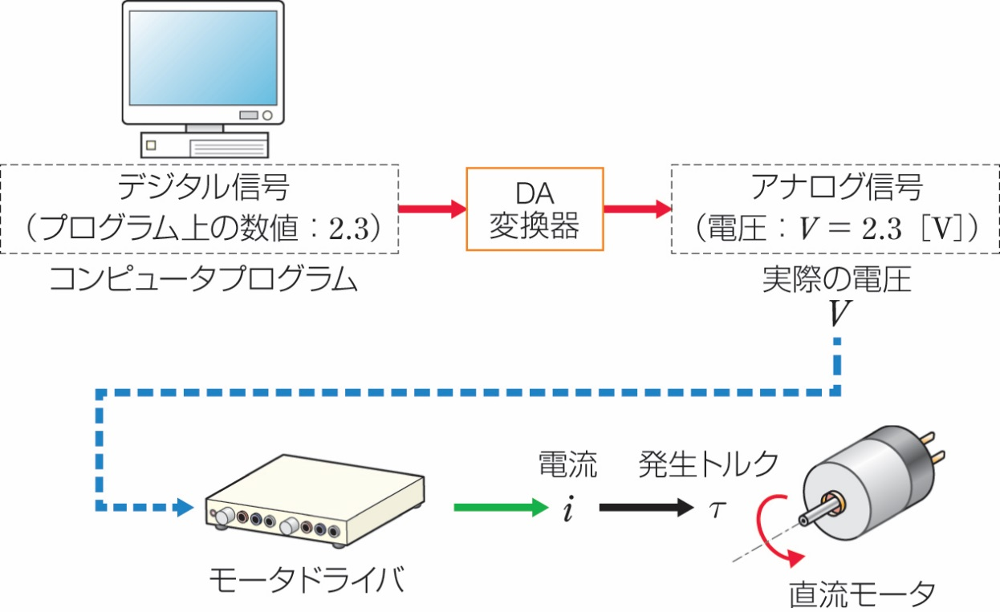 デジタル信号
（プログラム上の数値：2.3）
コンピュータプログラム
DA
変換器
アナログ信号
（電圧：V = 2.3 [V]）
実際の電圧
V
モータドライバ
電流
i
発生トルク
τ
直流モータ